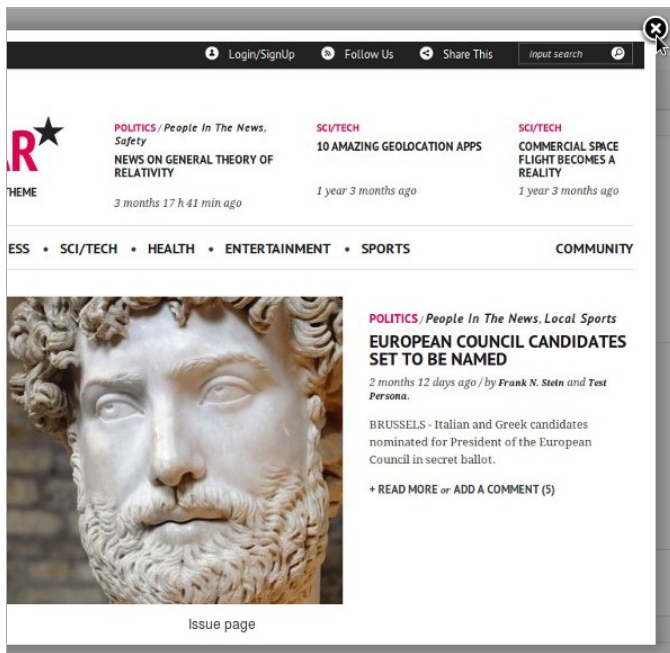 Login/SignUp Follow Us Share This input search
AR
THEME
POLITICS / People In The News,
Safety
NEWS ON GENERAL THEORY OF
RELATIVITY
3 months 17 h 41 min ago
SCI/TECH
10 AMAZING GEOLOCATION APPS
1 year 3 months ago
SCI/TECH
COMMERCIAL SPACE
FLIGHT BECOMES A
REALITY
1 year 3 months ago
ESS • SCI/TECH • HEALTH • ENTERTAINMENT • SPORTS COMMUNITY
POLITICS / People In The News, Local Sports
EUROPEAN COUNCIL CANDIDATES
SET TO BE NAMED
2 months 12 days ago / by Frank N. Stein and Test
Persona.
BRUSSELS - Italian and Greek candidates
nominated for President of the European
Council in secret ballot.
+ READ MORE or ADD A COMMENT (5)
Issue page